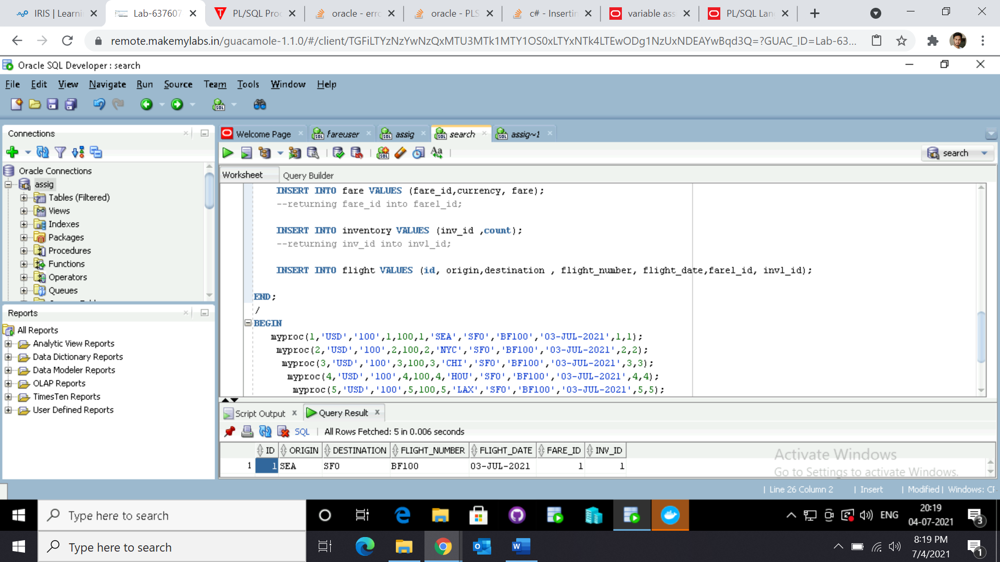 IRIS | Learni
Lab-637607
PL/SQL Proc
oracle - erro
oracle - PLS
c# - Insertin
variable ass
PL/SQL Lan
remote.makemylabs.in/guacamole-1.1.0/#/client/TGFiLTYzNzYwNzQxMTU3MTk1MTY1OS0xLTYxNTk4LTEwODg1NzUxNDEAYwBqd3Q=?GUAC_ID=Lab-63...
Oracle SQL Developer : search
File Edit View Navigate Run Source Team Tools Window Help
Connections
Oracle Connections
assig
Tables (Filtered)
Views
Indexes
Packages
Procedures
Functions
Operators
Queues
Reports
All Reports
Analytic View Reports
Data Dictionary Reports
Data Modeler Reports
OLAP Reports
TimesTen Reports
User Defined Reports
Welcome Page fareuser assig search assig~1
search
Worksheet Query Builder
INSERT INTO fare VALUES (fare_id,currency, fare);
--returning fare_id into farel_id;
INSERT INTO inventory VALUES (inv_id ,count);
--returning inv_id into invl_id;
INSERT INTO flight VALUES (id, origin,destination , flight_number, flight_date,farel_id, invl_id);
END;
/
BEGIN
myproc(1,'USD','100',1,100,1,'SEA','SFO','BF100','03-JUL-2021',1,1);
myproc(2,'USD','100',2,100,2,'NYC','SFO','BF100','03-JUL-2021',2,2);
myproc(3,'USD','100',3,100,3,'CHI','SFO','BF100','03-JUL-2021',3,3);
myproc(4,'USD','100',4,100,4,'HOU','SFO','BF100','03-JUL-2021',4,4);
myproc(5,'USD','100',5,100,5,'LAX','SFO','BF100','03-JUL-2021',5,5);
Script Output Query Result
SQL | All Rows Fetched: 5 in 0.006 seconds
ID ORIGIN DESTINATION FLIGHT_NUMBER FLIGHT_DATE FARE_ID INV_ID
1 1 SEA SFO BF100 03-JUL-2021 1 1
Activate Windows
Go to Settings to activate Windows.
| Line 26 Column 2 | Insert | Modified | Windows: CF
Type here to search
ENG
20:19
04-07-2021
3
Type here to search
8:19 PM
7/4/2021
1